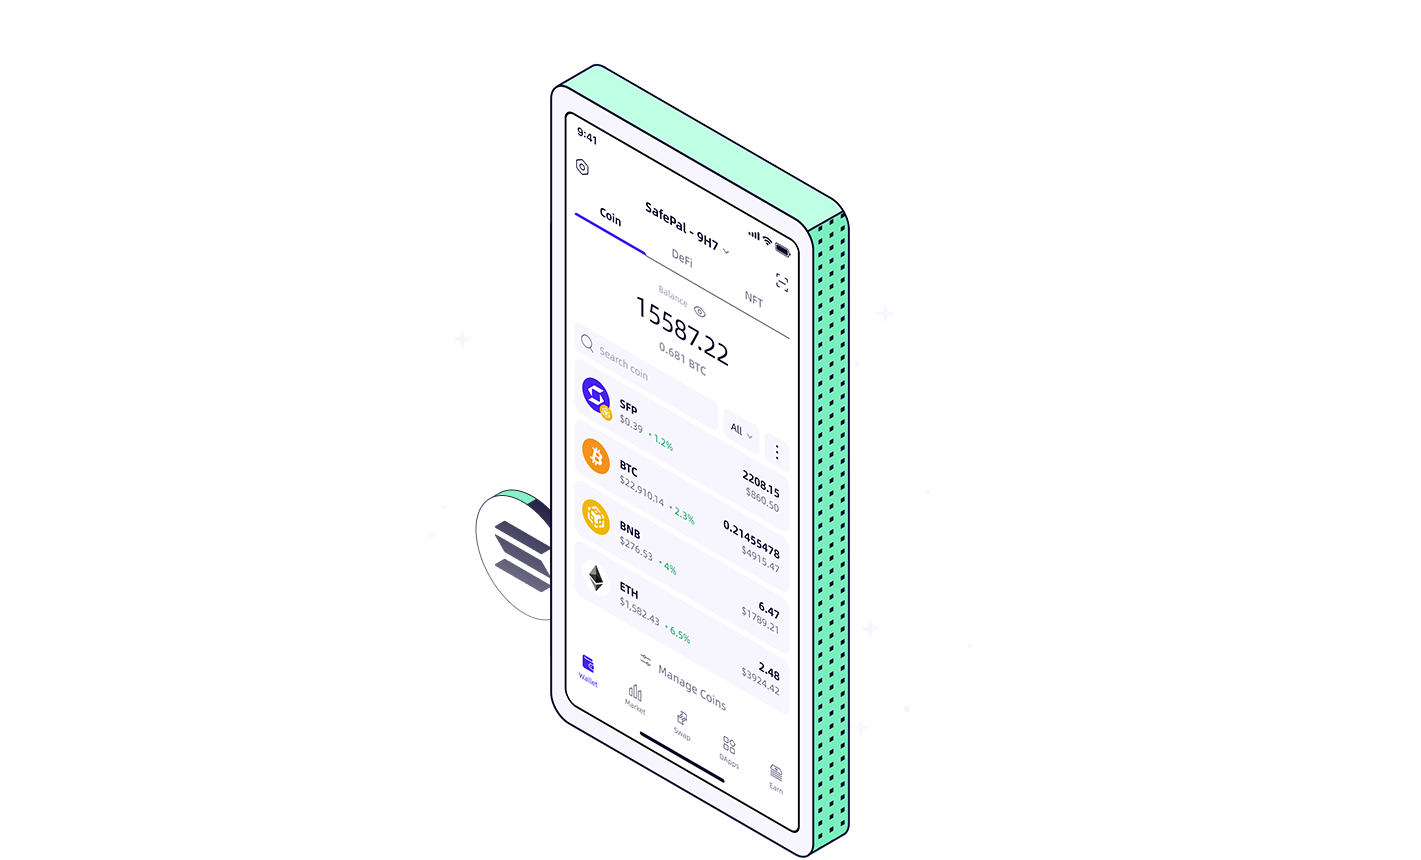 9:41
SafePal - 9H7
Coin
DeFi
NFT
Balance
15587.22
0.681 BTC
Search coin
All
SFP
$0.39 1.2%
2208.15
$860.50
BTC
$22,910.14 2.3%
0.21455478
$4915.47
BNB
$276.53 4%
6.47
$1789.21
ETH
$1,582.43 6.5%
2.48
$3924.42
Manage Coins
Wallet
Market
Swap
DApps
Earn